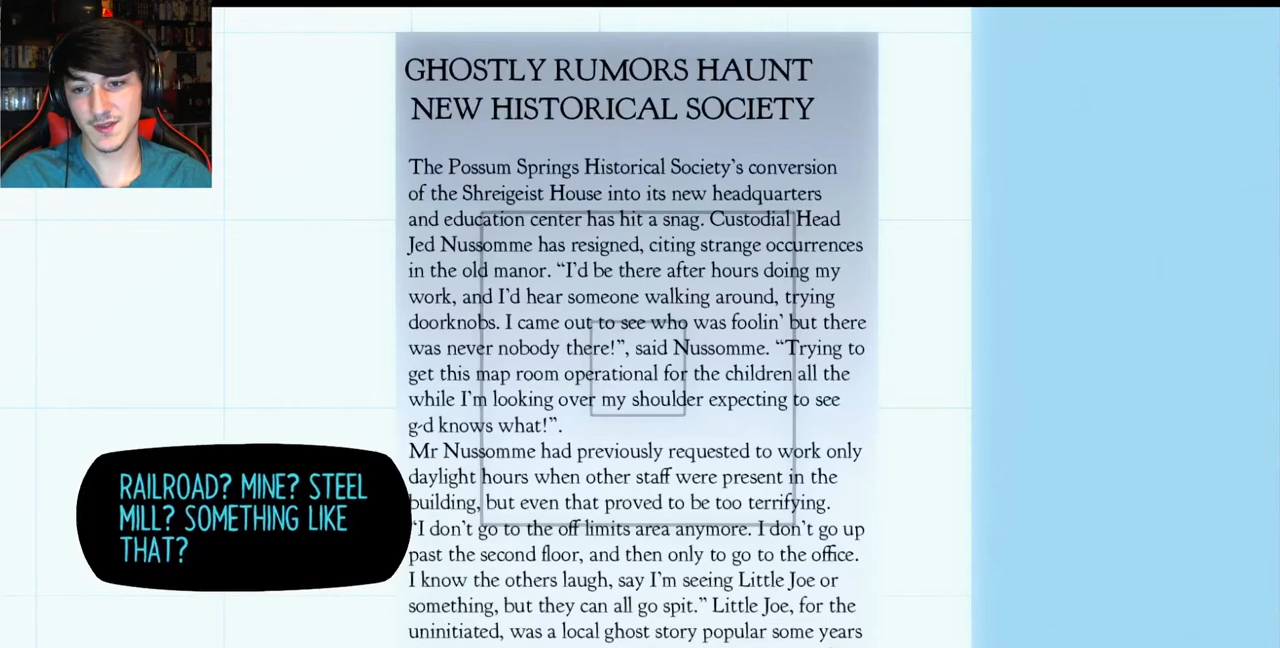 GHOSTLY RUMORS HAUNT
NEW HISTORICAL SOCIETY
The Possum Springs Historical Society's conversion
of the Shreigeist House into its new headquarters
and education center has hit a snag. Custodial Head
Jed Nussomme has resigned, citing strange occurrences
in the old manor. “I'd be there after hours doing my
work, and I'd hear someone walking around, trying
doorknobs. I came out to see who was foolin' but there
was never nobody there!”, said Nussomme. “Trying to
get this map room operational for the children all the
while I'm looking over my shoulder expecting to see
g-d knows what!”.
Mr Nussomme had previously requested to work only
daylight hours when other staff were present in the
building, but even that proved to be too terrifying.
“I don't go to the off limits area anymore. I don't go up
past the second floor, and then only to go to the office.
I know the others laugh, say I'm seeing Little Joe or
something, but they can all go spit.” Little Joe, for the
uninitiated, was a local ghost story popular some years
RAILROAD? MINE? STEEL
MILL? SOMETHING LIKE
THAT?